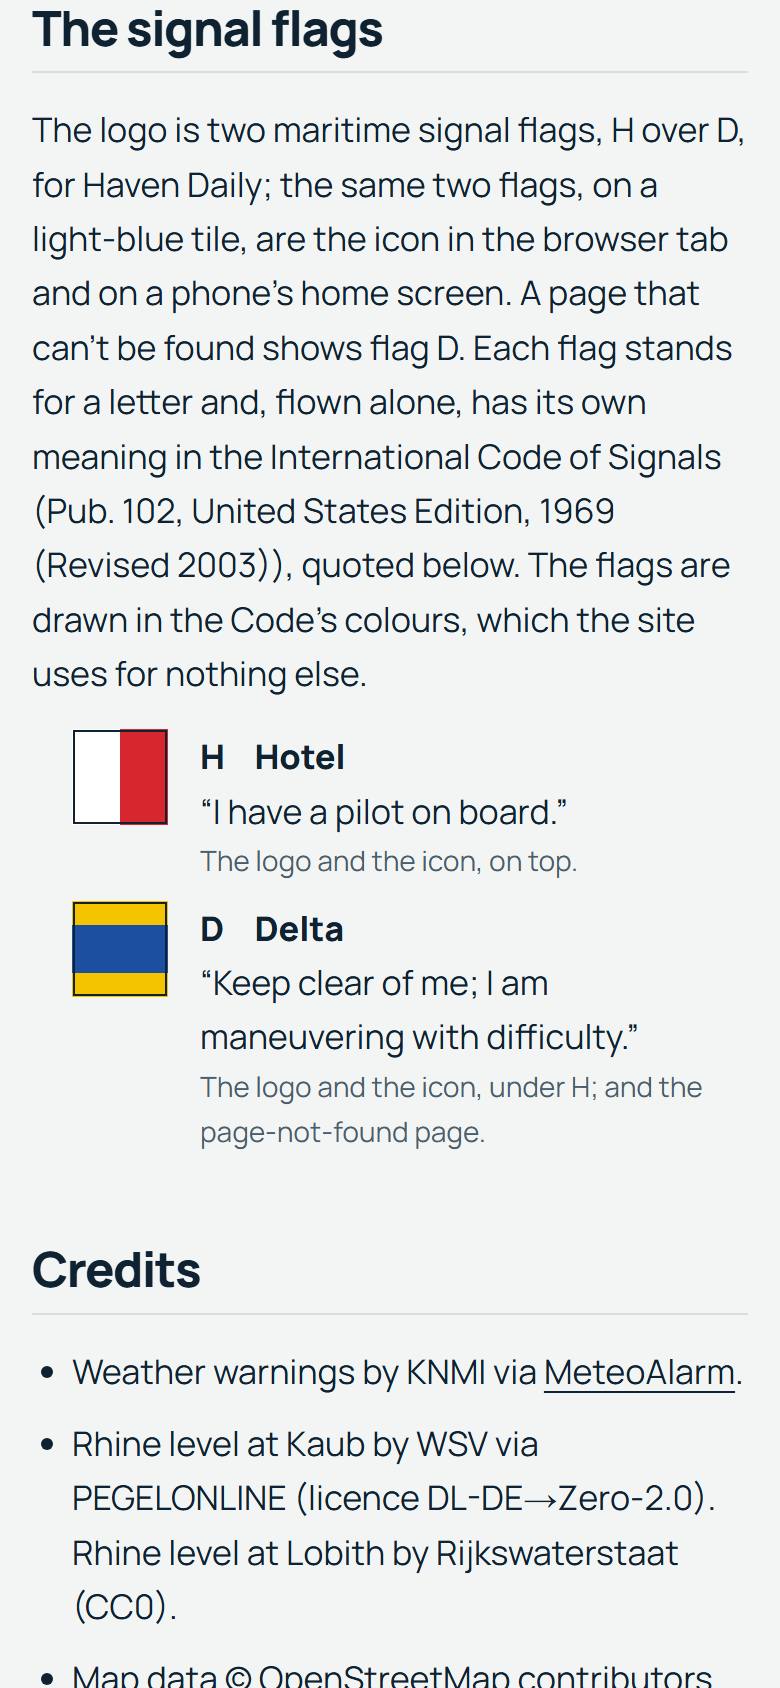 The signal flags
The logo is two maritime signal flags, H over D,
for Haven Daily; the same two flags, on a
light-blue tile, are the icon in the browser tab
and on a phone’s home screen. A page that
can’t be found shows flag D. Each flag stands
for a letter and, flown alone, has its own
meaning in the International Code of Signals
(Pub. 102, United States Edition, 1969
(Revised 2003)), quoted below. The flags are
drawn in the Code’s colours, which the site
uses for nothing else.
H Hotel
“I have a pilot on board.”
The logo and the icon, on top.
D Delta
“Keep clear of me; I am
maneuvering with difficulty.”
The logo and the icon, under H; and the
page-not-found page.
Credits
• Weather warnings by KNMI via MeteoAlarm.
• Rhine level at Kaub by WSV via
PEGELONLINE (licence DL-DE→Zero-2.0).
Rhine level at Lobith by Rijkswaterstaat
(CC0).
• Map data © OpenStreetMap contributors